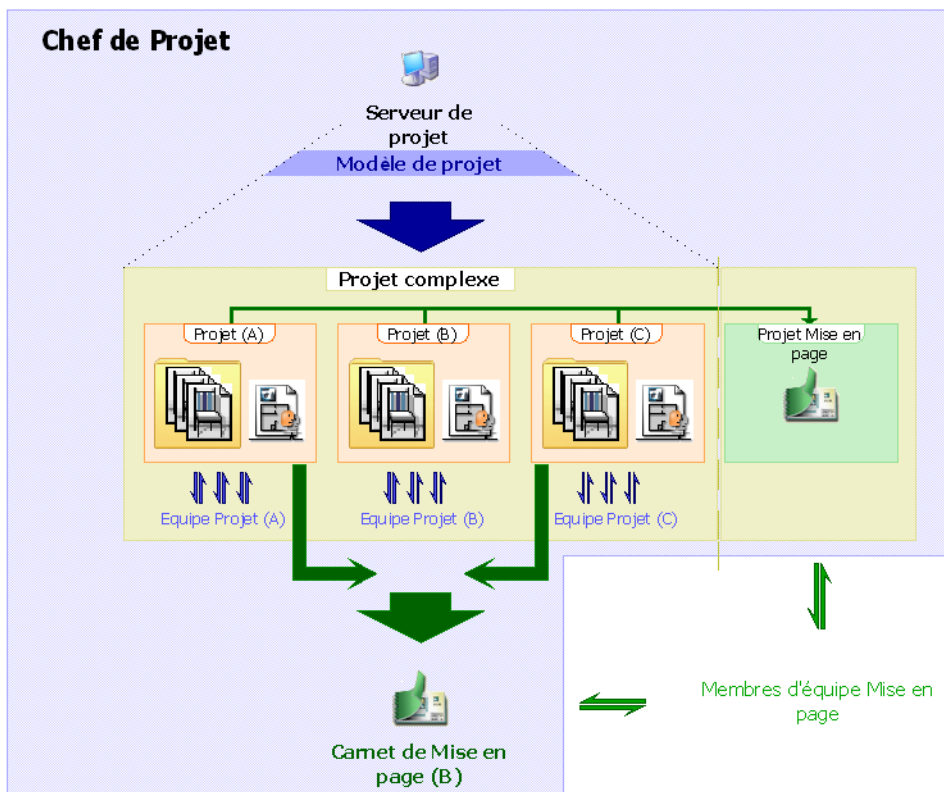 Chef de Projet
Serveur de
projet
Modèle de projet
Projet complexe
Projet (A)
Projet (B)
Projet (C)
Projet Mise en
page
Equipe Projet (A)
Equipe Projet (B)
Equipe Projet (C)
Membres d'équipe Mise en
page
Carnet de Mise en
page (B)